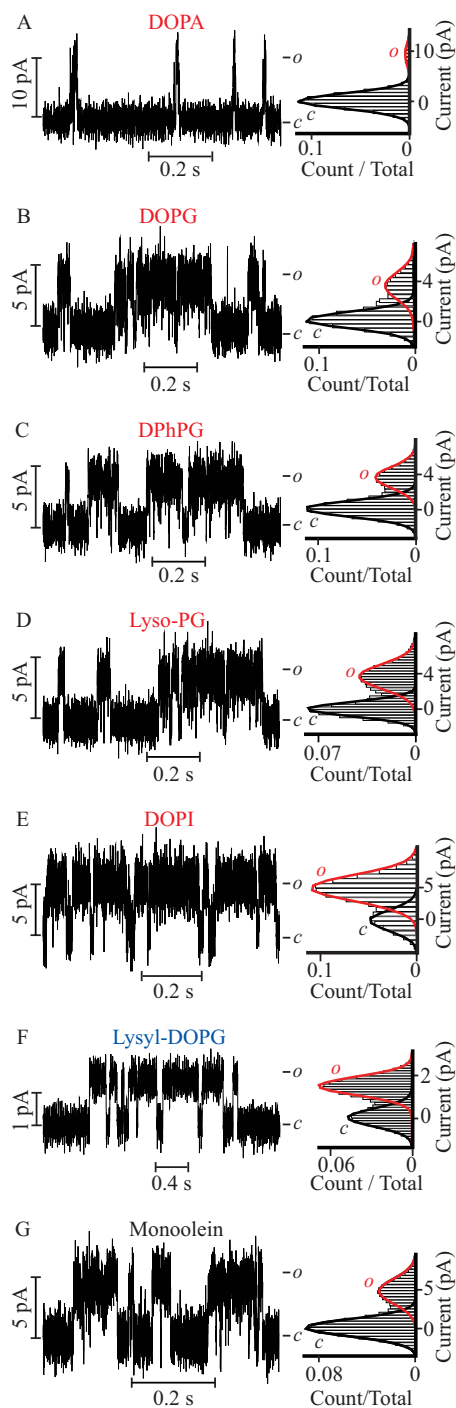 A
DOPA
10 pA
0.2 s
o
c
o
c
10
0
Current (pA)
0.1
0
Count / Total
B
DOPG
5 pA
0.2 s
o
c
o
c
4
0
Current (pA)
0.1
0
Count/Total
C
DPhPG
5 pA
0.2 s
o
c
o
c
4
0
Current (pA)
0.1
0
Count/Total
D
Lyso-PG
5 pA
0.2 s
o
c
o
c
4
0
Current (pA)
0.07
0
Count/Total
E
DOPI
5 pA
0.2 s
o
c
o
c
5
0
Current (pA)
0.1
0
Count/Total
F
Lysyl-DOPG
1 pA
0.4 s
o
c
o
c
2
0
Current (pA)
0.06
0
Count / Total
G
Monoolein
5 pA
0.2 s
o
c
o
c
5
0
Current (pA)
0.08
0
Count/Total